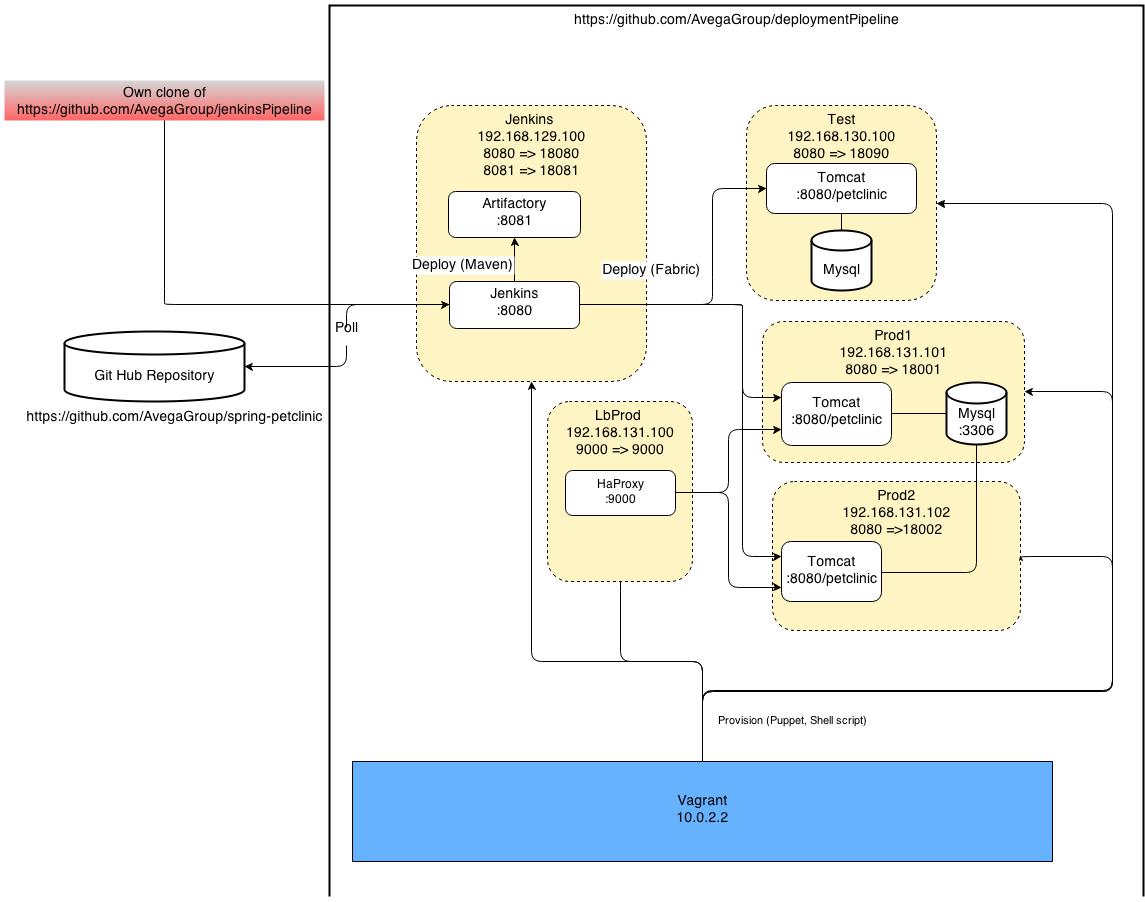 https://github.com/AvegaGroup/deploymentPipeline
Own clone of
https://github.com/AvegaGroup/jenkinsPipeline
Jenkins
192.168.129.100
8080 => 18080
8081 => 18081
Artifactory
:8081
Deploy (Maven)
Jenkins
:8080
Deploy (Fabric)
Test
192.168.130.100
8080 => 18090
Tomcat
:8080/petclinic
Mysql
Poll
Git Hub Repository
https://github.com/AvegaGroup/spring-petclinic
Prod1
192.168.131.101
8080 => 18001
Tomcat
:8080/petclinic
Mysql
:3306
LbProd
192.168.131.100
9000 => 9000
HaProxy
:9000
Prod2
192.168.131.102
8080 =>18002
Tomcat
:8080/petclinic
Provision (Puppet, Shell script)
Vagrant
10.0.2.2